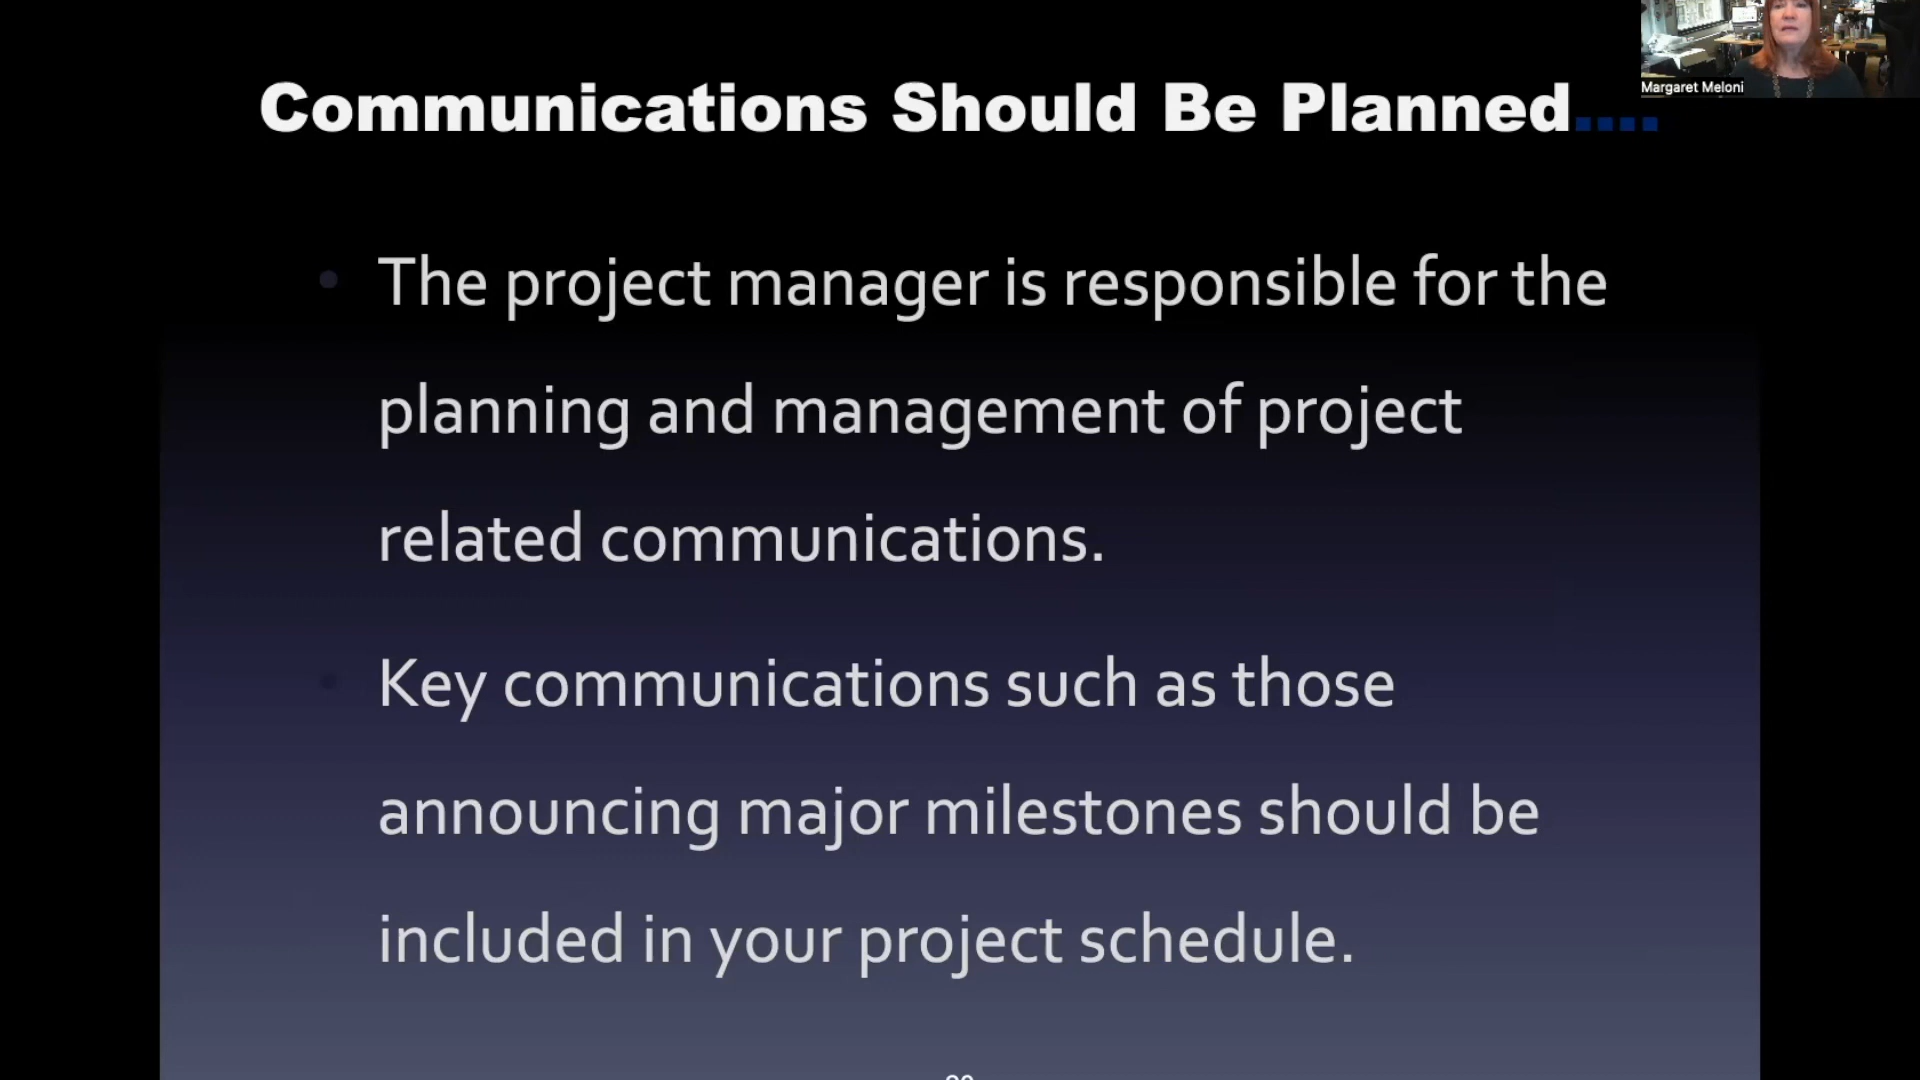 Communications Should Be Planned....
Margaret Meloni
• The project manager is responsible for the
planning and management of project
related communications.
• Key communications such as those
announcing major milestones should be
included in your project schedule.